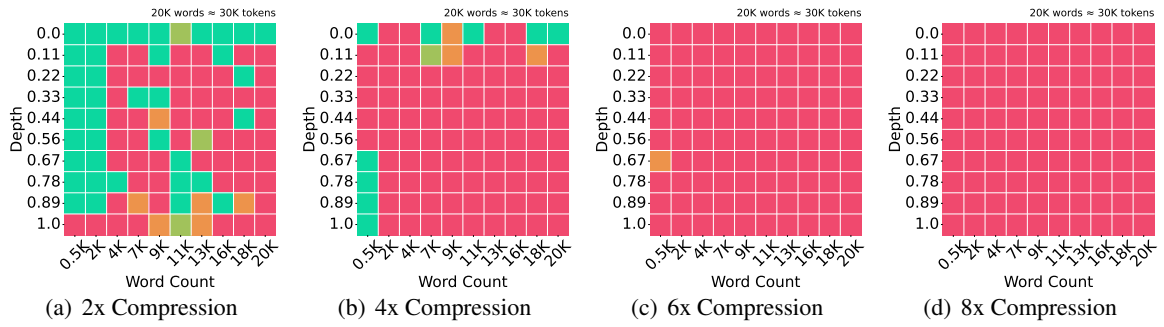 20K words ≈ 30K tokens
0.0
0.11
0.22
0.33
0.44
0.56
0.67
0.78
0.89
1.0
Depth
0.5K 2K 4K 7K 9K 11K 13K 16K 18K 20K
Word Count
(a) 2x Compression
20K words ≈ 30K tokens
0.0
0.11
0.22
0.33
0.44
0.56
0.67
0.78
0.89
1.0
Depth
0.5K 2K 4K 7K 9K 11K 13K 16K 18K 20K
Word Count
(b) 4x Compression
20K words ≈ 30K tokens
0.0
0.11
0.22
0.33
0.44
0.56
0.67
0.78
0.89
1.0
Depth
0.5K 2K 4K 7K 9K 11K 13K 16K 18K 20K
Word Count
(c) 6x Compression
20K words ≈ 30K tokens
0.0
0.11
0.22
0.33
0.44
0.56
0.67
0.78
0.89
1.0
Depth
0.5K 2K 4K 7K 9K 11K 13K 16K 18K 20K
Word Count
(d) 8x Compression